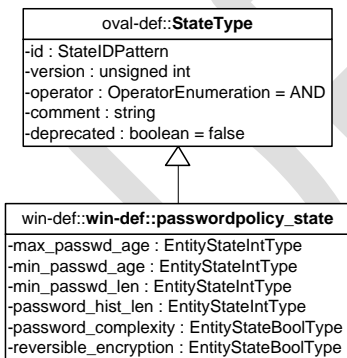 oval-def::StateType
-id : StateIDPattern
-version : unsigned int
-operator : OperatorEnumeration = AND
-comment : string
-deprecated : boolean = false
win-def::win-def::passwordpolicy_state
-max_passwd_age : EntityStateIntType
-min_passwd_age : EntityStateIntType
-min_passwd_len : EntityStateIntType
-password_hist_len : EntityStateIntType
-password_complexity : EntityStateBoolType
-reversible_encryption : EntityStateBoolType